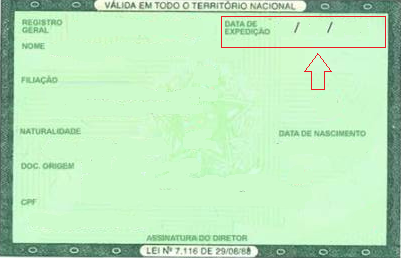 VÁLIDA EM TODO O TERRITÓRIO NACIONAL
REGISTRO GERAL
DATA DE EXPEDIÇÃO / /
NOME
FILIAÇÃO
NATURALIDADE
DATA DE NASCIMENTO
DOC. ORIGEM
CPF
ASSINATURA DO DIRETOR
LEI Nº 7.116 DE 29/08/83